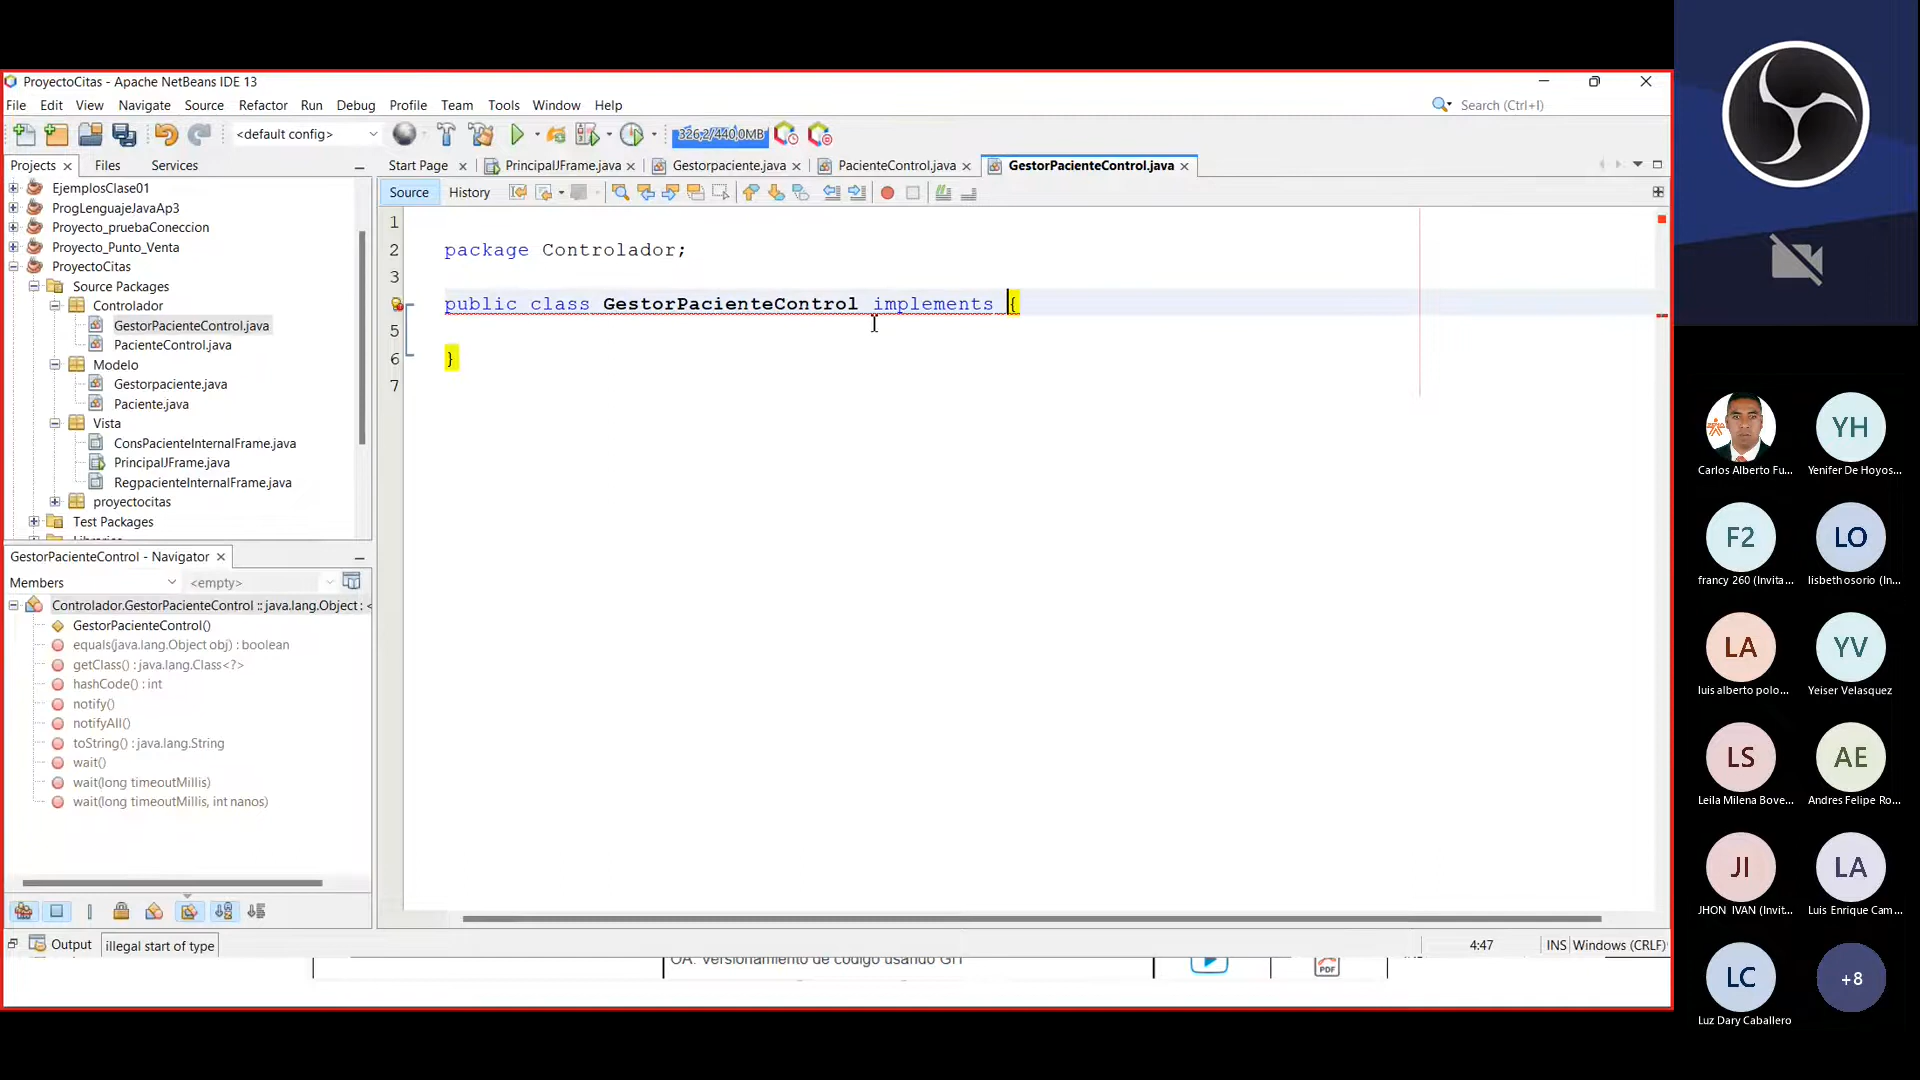 ProyectoCitas - Apache NetBeans IDE 13
File Edit View Navigate Source Refactor Run Debug Profile Team Tools Window Help
Search (Ctrl+I)
<default config>
326,2/440,0MB
Projects Files Services
Start Page PrincipalJFrame.java Gestorpaciente.java PacienteControl.java GestorPacienteControl.java
Source History
EjemplosClase01
ProgLenguajeJavaAp3
Proyecto_pruebaConeccion
Proyecto_Punto_Venta
ProyectoCitas
Source Packages
Controlador
GestorPacienteControl.java
PacienteControl.java
Modelo
Gestorpaciente.java
Paciente.java
Vista
ConsPacienteInternalFrame.java
PrincipalJFrame.java
RegpacienteInternalFrame.java
proyectocitas
Test Packages
1
2 package Controlador;
3
4 public class GestorPacienteControl implements {
5
6 }
7
GestorPacienteControl - Navigator
Members <empty>
Controlador.GestorPacienteControl :: java.lang.Object : <
GestorPacienteControl()
equals(java.lang.Object obj) : boolean
getClass() : java.lang.Class<?>
hashCode() : int
notify()
notifyAll()
toString() : java.lang.String
wait()
wait(long timeoutMillis)
wait(long timeoutMillis, int nanos)
Output illegal start of type
4:47 INS Windows (CRLF)
OA. Versionamiento de código usando GIT
PDF
Carlos Alberto Fu...
YH
Yenifer De Hoyos...
F2
francy 260 (Invita...
LO
lisbeth osorio (In...
LA
luis alberto polo...
YV
Yeiser Velasquez
LS
Leila Milena Bove...
AE
Andres Felipe Ro...
JI
JHON IVAN (Invit...
LA
Luis Enrique Cam...
LC
Luz Dary Caballero
+8